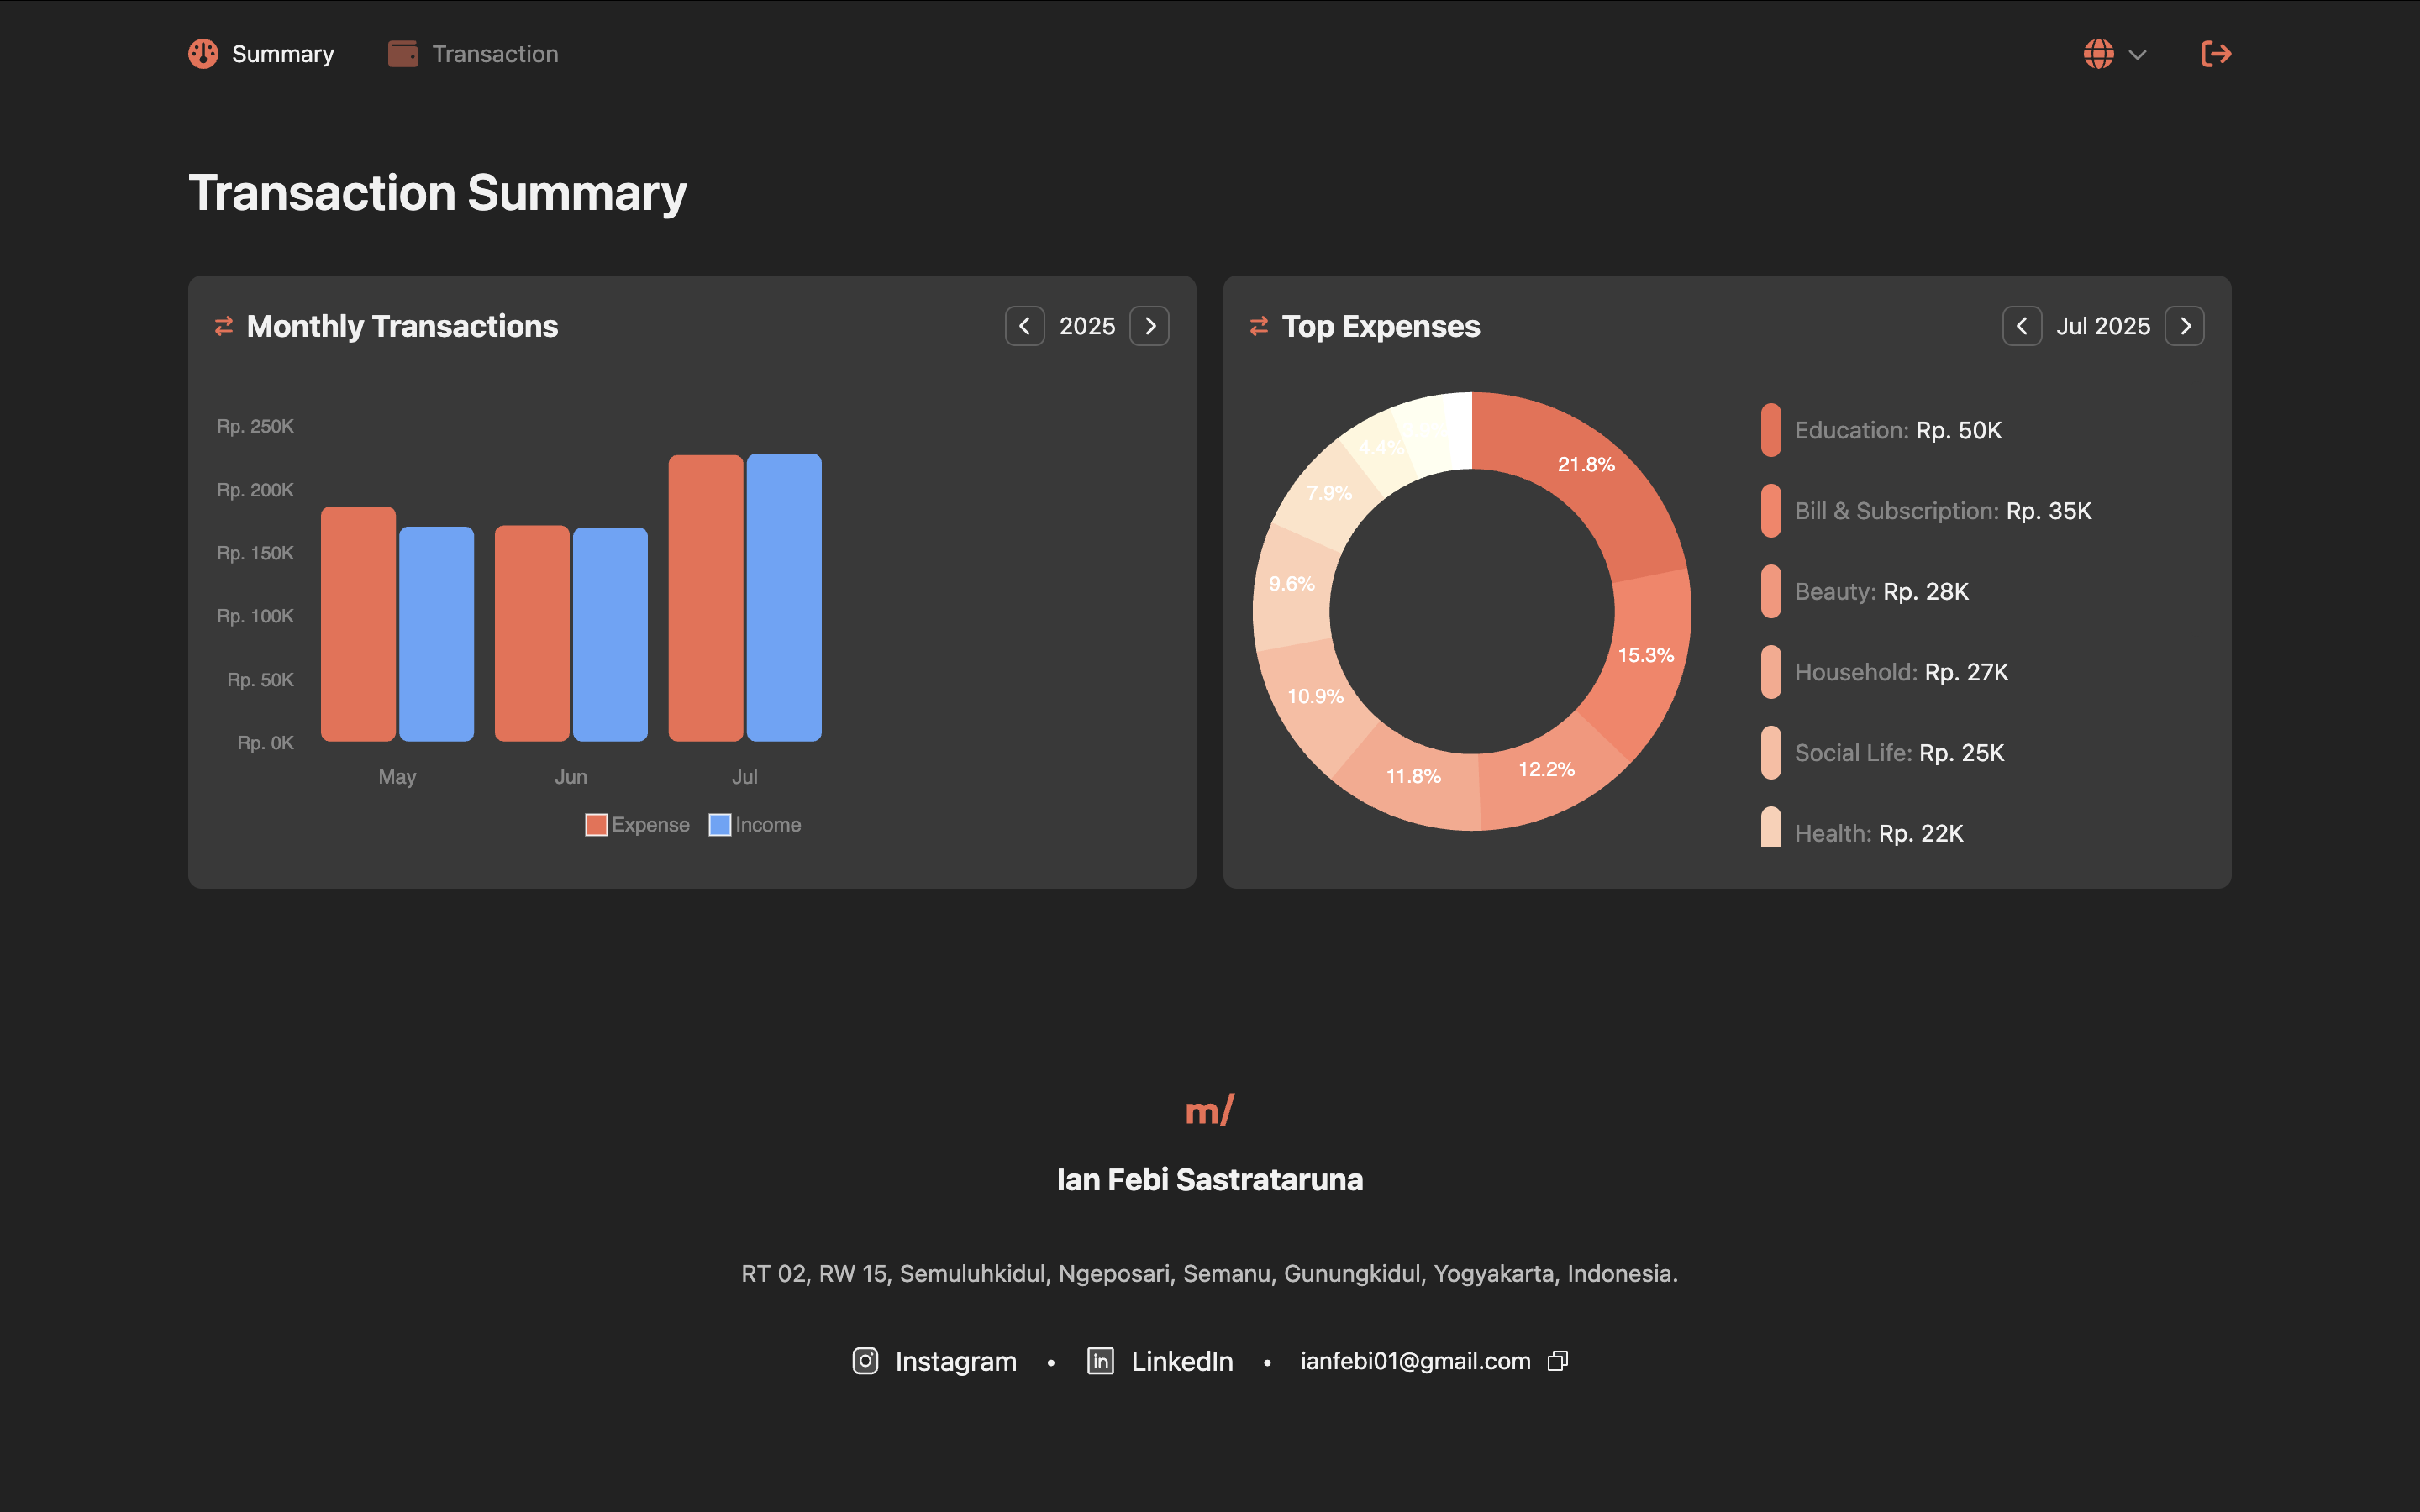 Summary
Transaction
Transaction Summary
Monthly Transactions
2025
Rp. 250K
Rp. 200K
Rp. 150K
Rp. 100K
Rp. 50K
Rp. 0K
May
Jun
Jul
Expense
Income
Top Expenses
Jul 2025
21.8%
15.3%
12.2%
11.8%
10.9%
9.6%
7.9%
4.4%
Education: Rp. 50K
Bill & Subscription: Rp. 35K
Beauty: Rp. 28K
Household: Rp. 27K
Social Life: Rp. 25K
Health: Rp. 22K
m/
Ian Febi Sastrataruna
RT 02, RW 15, Semuluhkidul, Ngeposari, Semanu, Gunungkidul, Yogyakarta, Indonesia.
Instagram • LinkedIn • ianfebi01@gmail.com